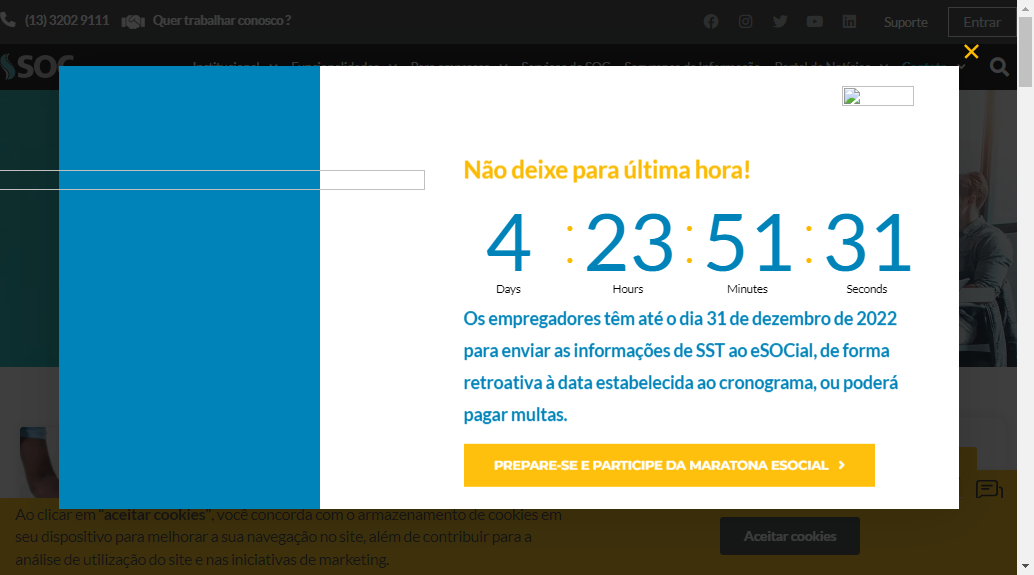 (13) 3202 9111 Quer trabalhar conosco ? Suporte Entrar
SOC
Não deixe para última hora!
4 : 23 : 51 : 31
Days Hours Minutes Seconds
Os empregadores têm até o dia 31 de dezembro de 2022
para enviar as informações de SST ao eSOCial, de forma
retroativa à data estabelecida ao cronograma, ou poderá
pagar multas.
PREPARE-SE E PARTICIPE DA MARATONA ESOCIAL
Ao clicar em "aceitar cookies", você concorda com o armazenamento de cookies em
seu dispositivo para melhorar a sua navegação no site, além de contribuir para a
análise de utilização do site e nas iniciativas de marketing.
Aceitar cookies